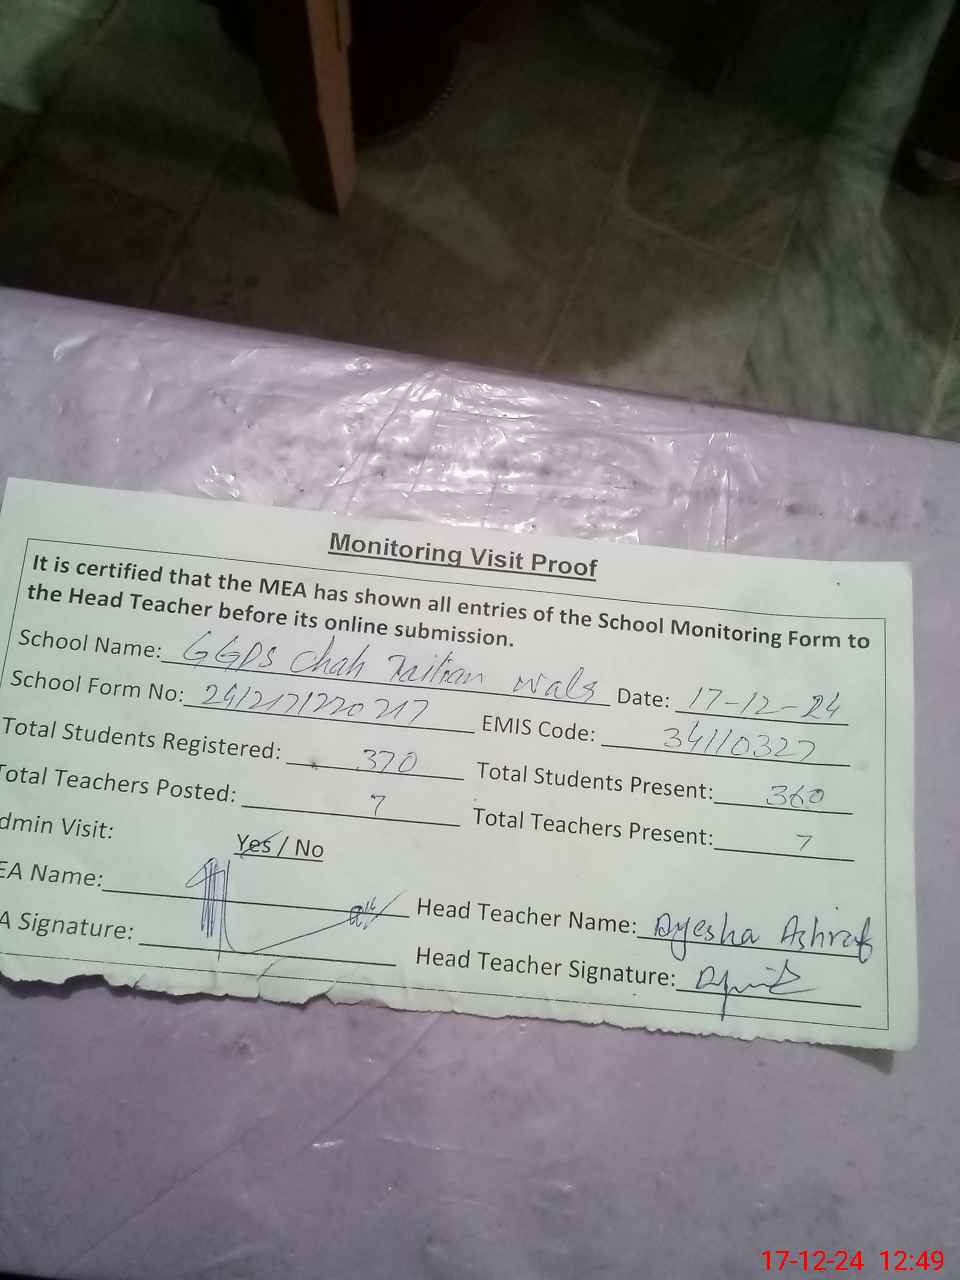 Monitoring Visit Proof
It is certified that the MEA has shown all entries of the School Monitoring Form to
the Head Teacher before its online submission.
School Name: GGPS Chah Wala Date: 17-12-24
School Form No: EMIS Code: 34110327
Total Students Registered: 370 Total Students Present: 360
Total Teachers Posted: 7 Total Teachers Present: 7
dmin Visit: Yes / No
EA Name: Head Teacher Name: Ayesha Ashraf
A Signature: Head Teacher Signature:
17-12-24 12:49